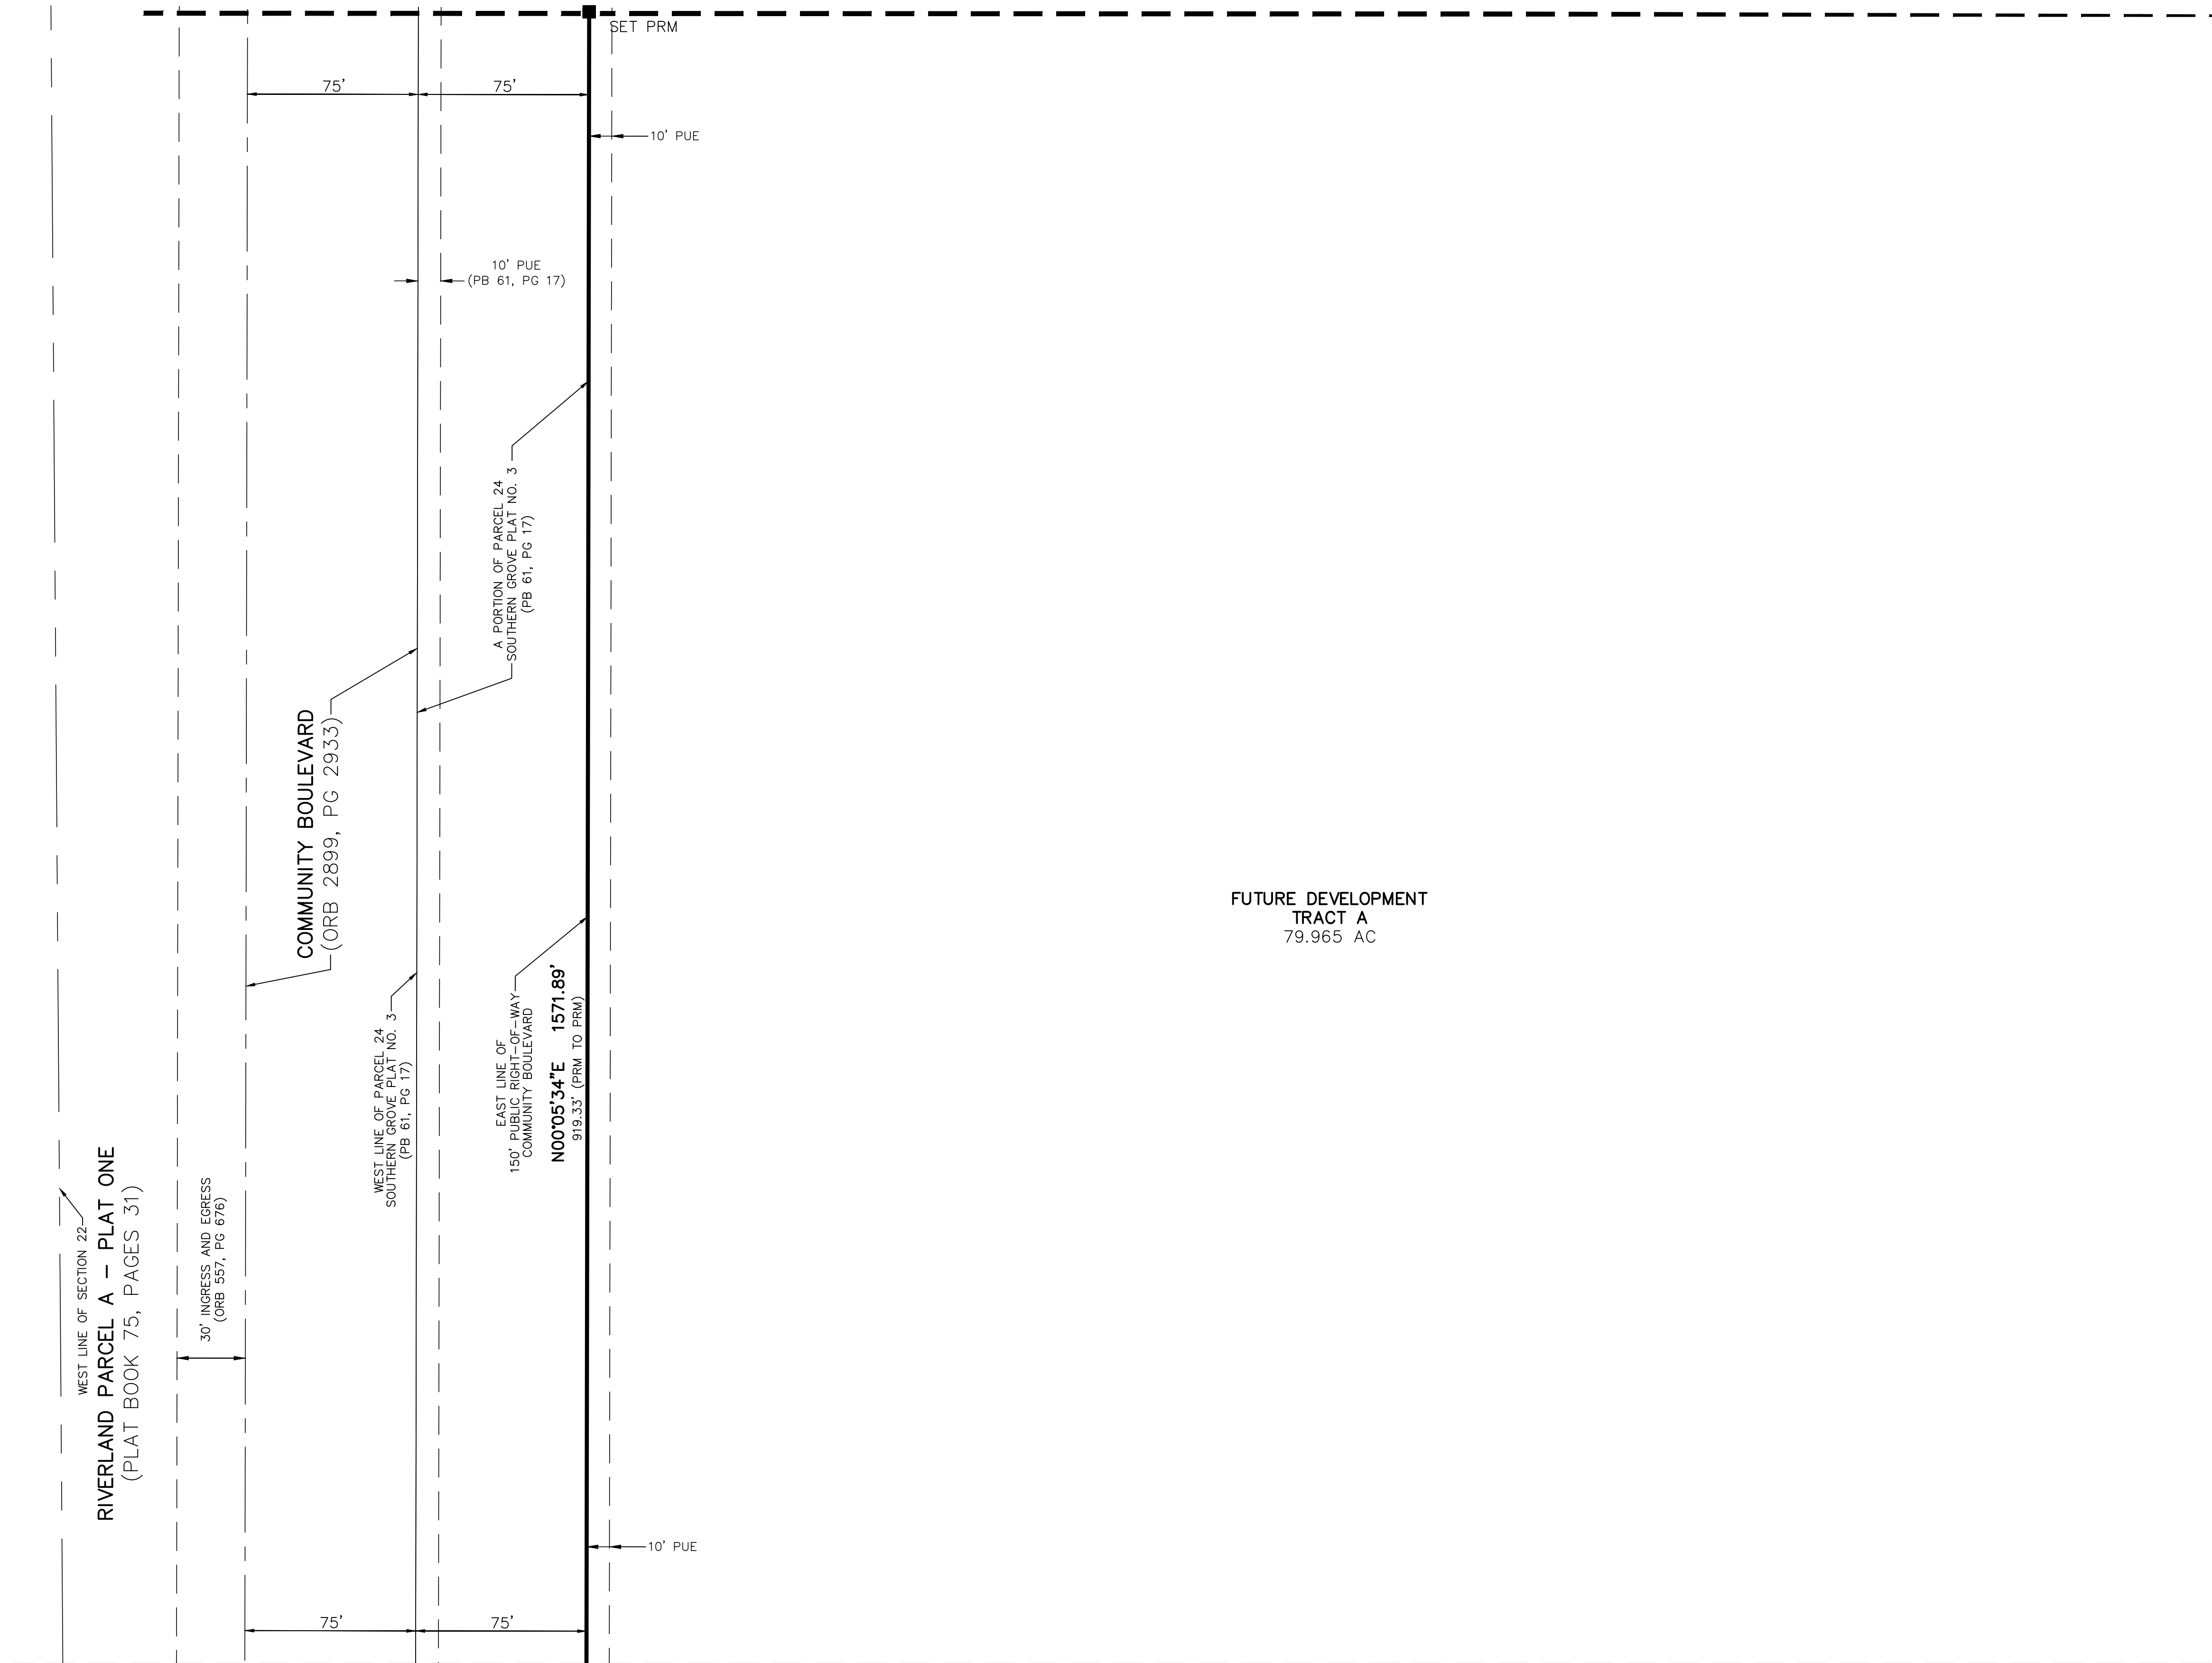 SET PRM
75'
75'
10' PUE
10' PUE
(PB 61, PG 17)
A PORTION OF PARCEL 24
SOUTHERN GROVE PLAT NO. 3
(PB 61, PG 17)
COMMUNITY BOULEVARD
(ORB 2899, PG 2933)
FUTURE DEVELOPMENT
TRACT A
79.965 AC
WEST LINE OF PARCEL 24
SOUTHERN GROVE PLAT NO. 3
(PB 61, PG 17)
EAST LINE OF
150' PUBLIC RIGHT-OF-WAY
COMMUNITY BOULEVARD
N00°05'34"E 1571.89'
919.33' (PRM TO PRM)
WEST LINE OF SECTION 22
RIVERLAND PARCEL A - PLAT ONE
(PLAT BOOK 75, PAGES 31)
30' INGRESS AND EGRESS
(ORB 557, PG 676)
10' PUE
75'
75'